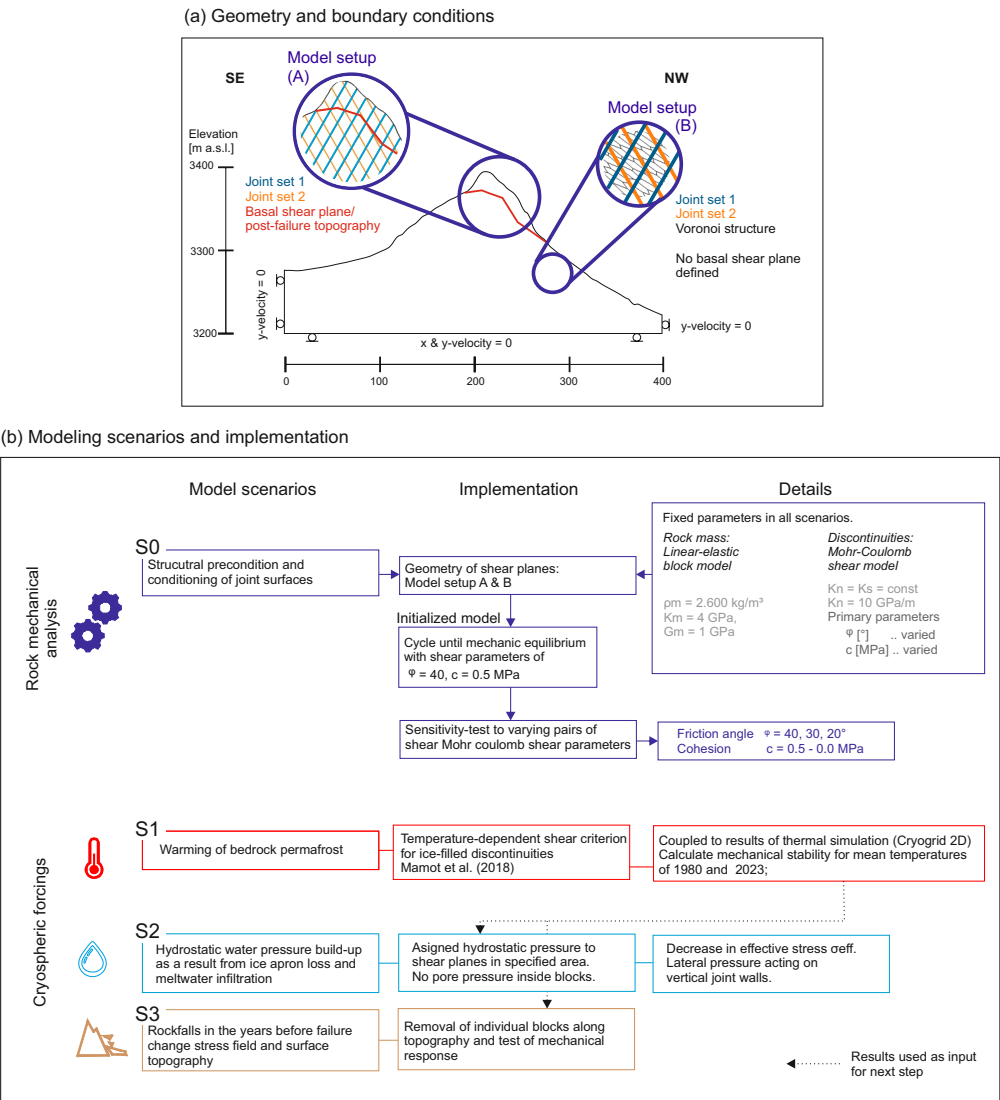 (a) Geometry and boundary conditions
SE
NW
Model setup
(A)
Model setup
(B)
Elevation
[m a.s.l.]
3400
3300
3200
Joint set 1
Joint set 2
Basal shear plane/
post-failure topography
Joint set 1
Joint set 2
Voronoi structure
No basal shear plane
defined
y-velocity = 0
x & y-velocity = 0
y-velocity = 0
0
100
200
300
400
(b) Modeling scenarios and implementation
Model scenarios
Implementation
Details
Rock mechanical
analysis
S0
Strucutral precondition and
conditioning of joint surfaces
Geometry of shear planes:
Model setup A & B
Initialized model
Cycle until mechanic equilibrium
with shear parameters of
φ = 40, c = 0.5 MPa
Sensitivity-test to varying pairs of
shear Mohr coulomb shear parameters
Fixed parameters in all scenarios.
Rock mass:
Linear-elastic
block model
ρm = 2.600 kg/m³
Km = 4 GPa,
Gm = 1 GPa
Discontinuities:
Mohr-Coulomb
shear model
Kn = Ks = const
Kn = 10 GPa/m
Primary parameters
φ [°] .. varied
c [MPa] .. varied
Friction angle φ = 40, 30, 20°
Cohesion c = 0.5 - 0.0 MPa
Cryospheric forcings
S1
Warming of bedrock permafrost
Temperature-dependent shear criterion
for ice-filled discontinuities
Mamot et al. (2018)
Coupled to results of thermal simulation (Cryogrid 2D)
Calculate mechanical stability for mean temperatures
of 1980 and 2023;
S2
Hydrostatic water pressure build-up
as a result from ice apron loss and
meltwater infiltration
Asigned hydrostatic pressure to
shear planes in specified area.
No pore pressure inside blocks.
Decrease in effective stress σeff.
Lateral pressure acting on
vertical joint walls.
S3
Rockfalls in the years before failure
change stress field and surface
topography
Removal of individual blocks along
topography and test of mechanical
response
Results used as input
for next step